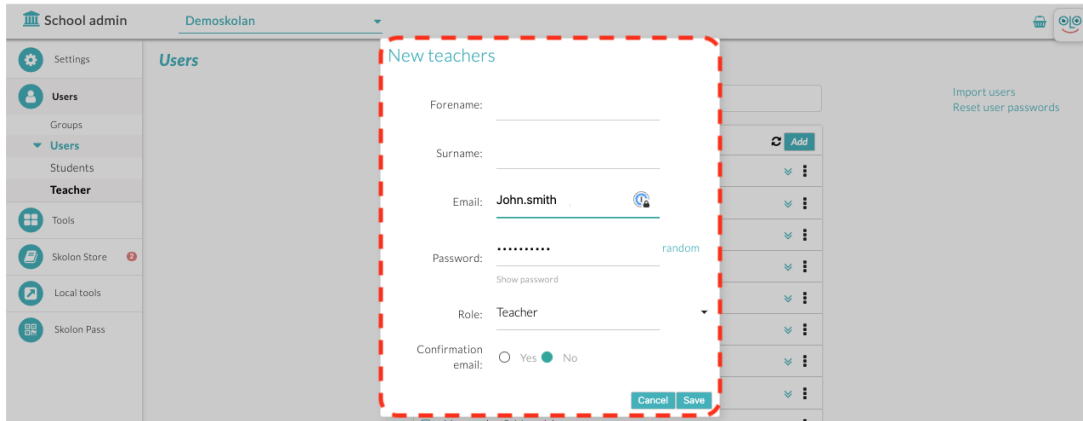 School admin
Demoskolan
Settings
Users
Groups
Users
Students
Teacher
Tools
Skolon Store 2
Local tools
Skolon Pass
Users
New teachers
Forename:
Surname:
Email: John.smith
Password: •••••••••• random
Show password
Role: Teacher
Confirmation
email: Yes No
Cancel Save
Import users
Reset user passwords
Add